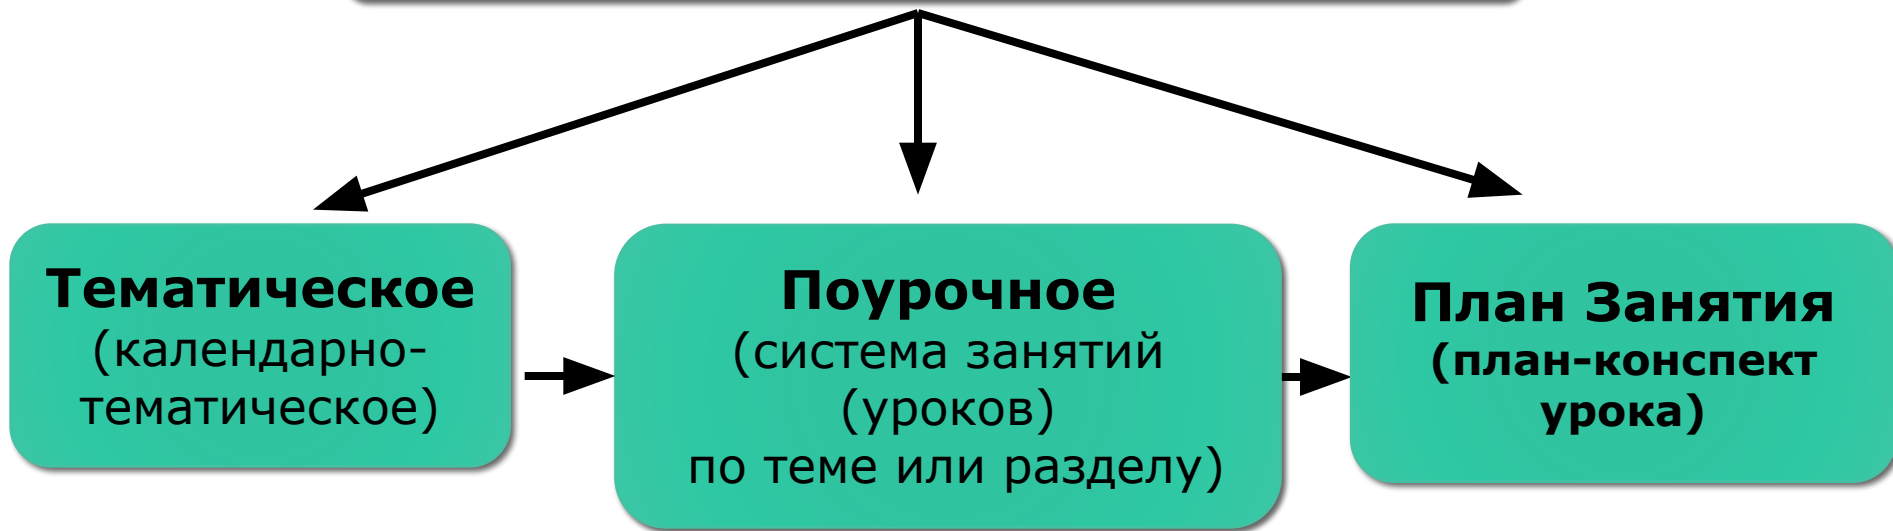 Тематическое
(календарно-
тематическое)
Поурочное
(система занятий
(уроков)
по теме или разделу)
План Занятия
(план-конспект
урока)